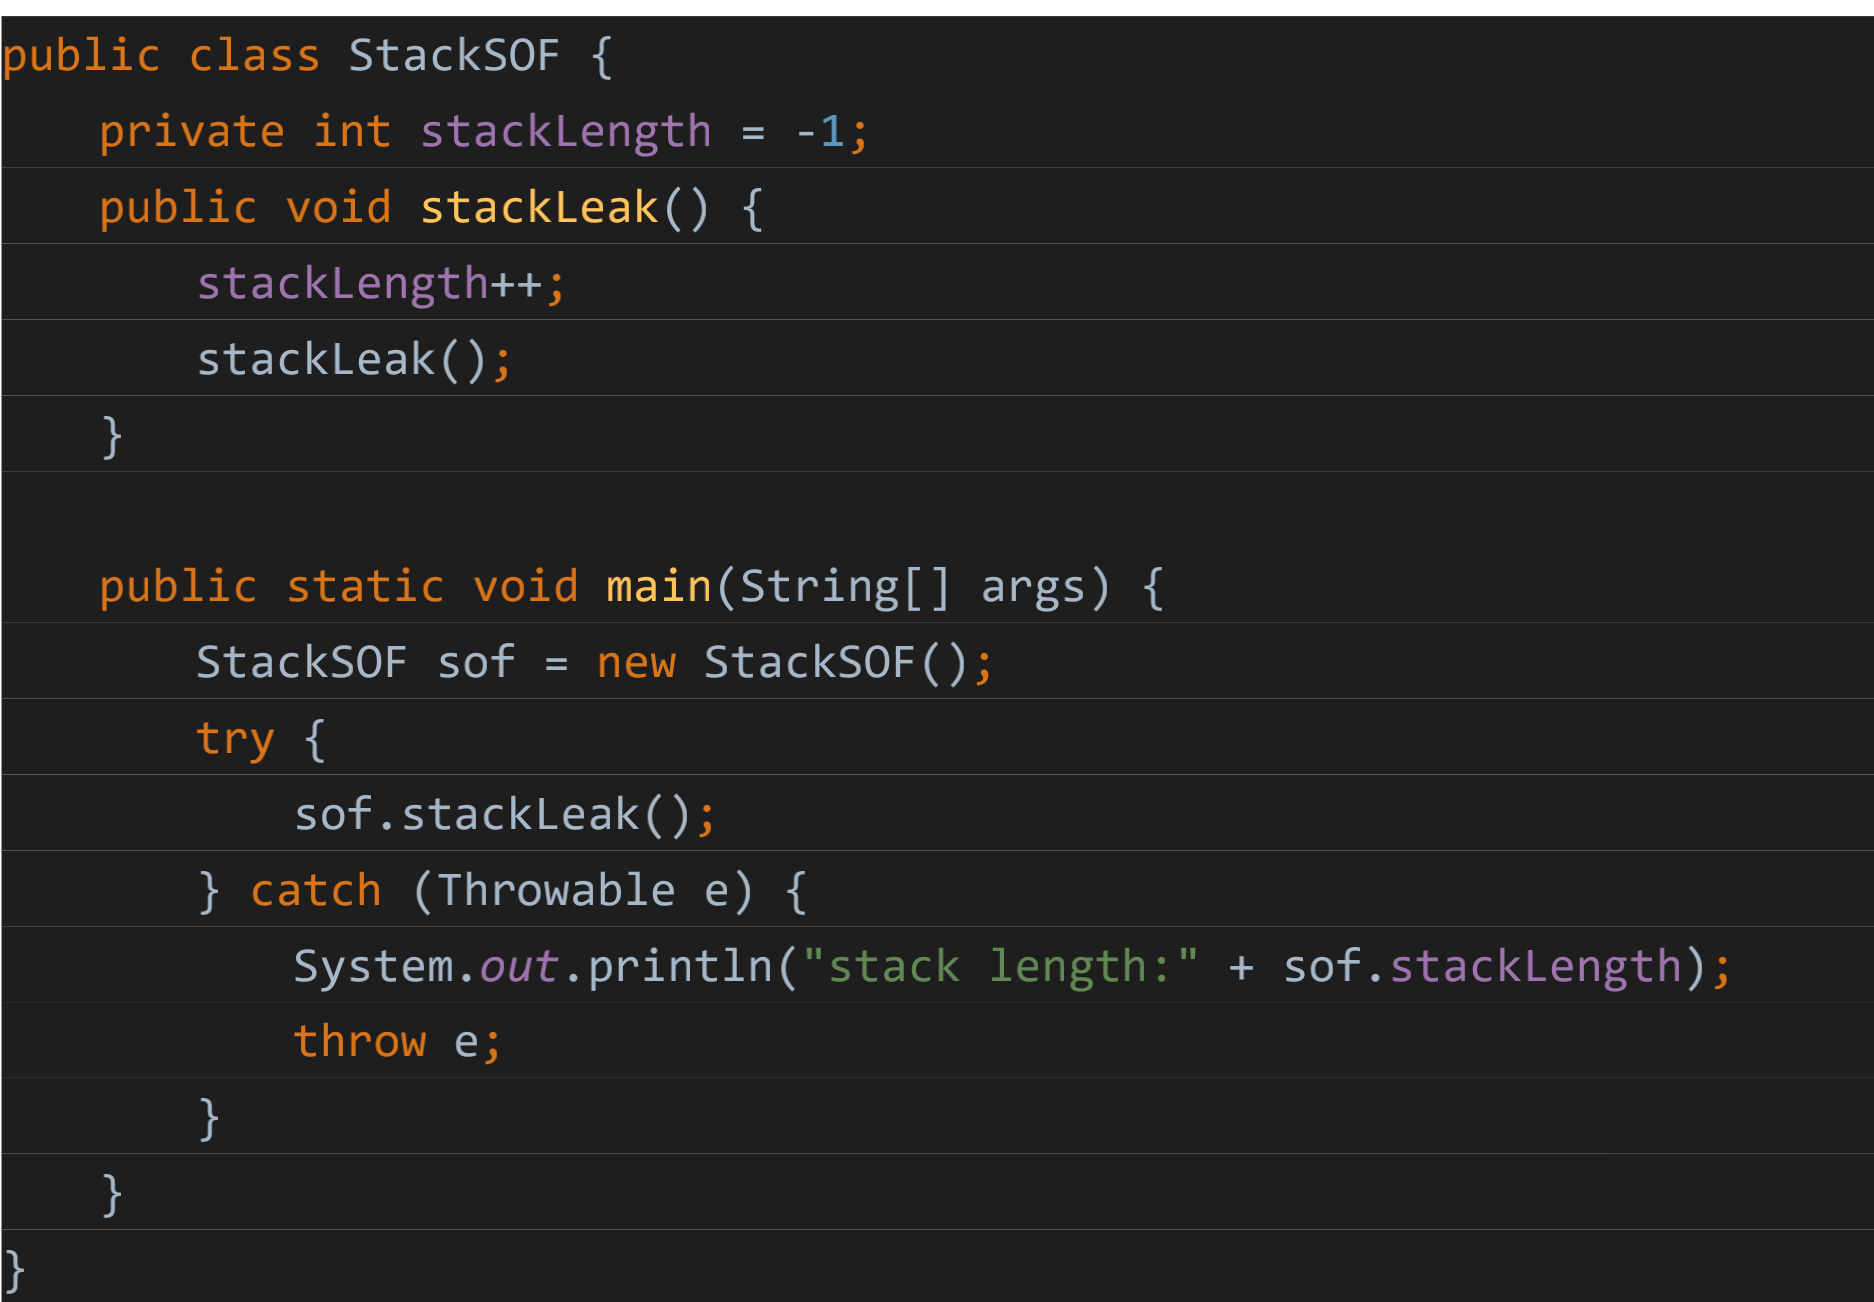 public class StackSOF {
    private int stackLength = -1;
    public void stackLeak() {
        stackLength++;
        stackLeak();
    }

    public static void main(String[] args) {
        StackSOF sof = new StackSOF();
        try {
            sof.stackLeak();
        } catch (Throwable e) {
            System.out.println("stack length:" + sof.stackLength);
            throw e;
        }
    }
}